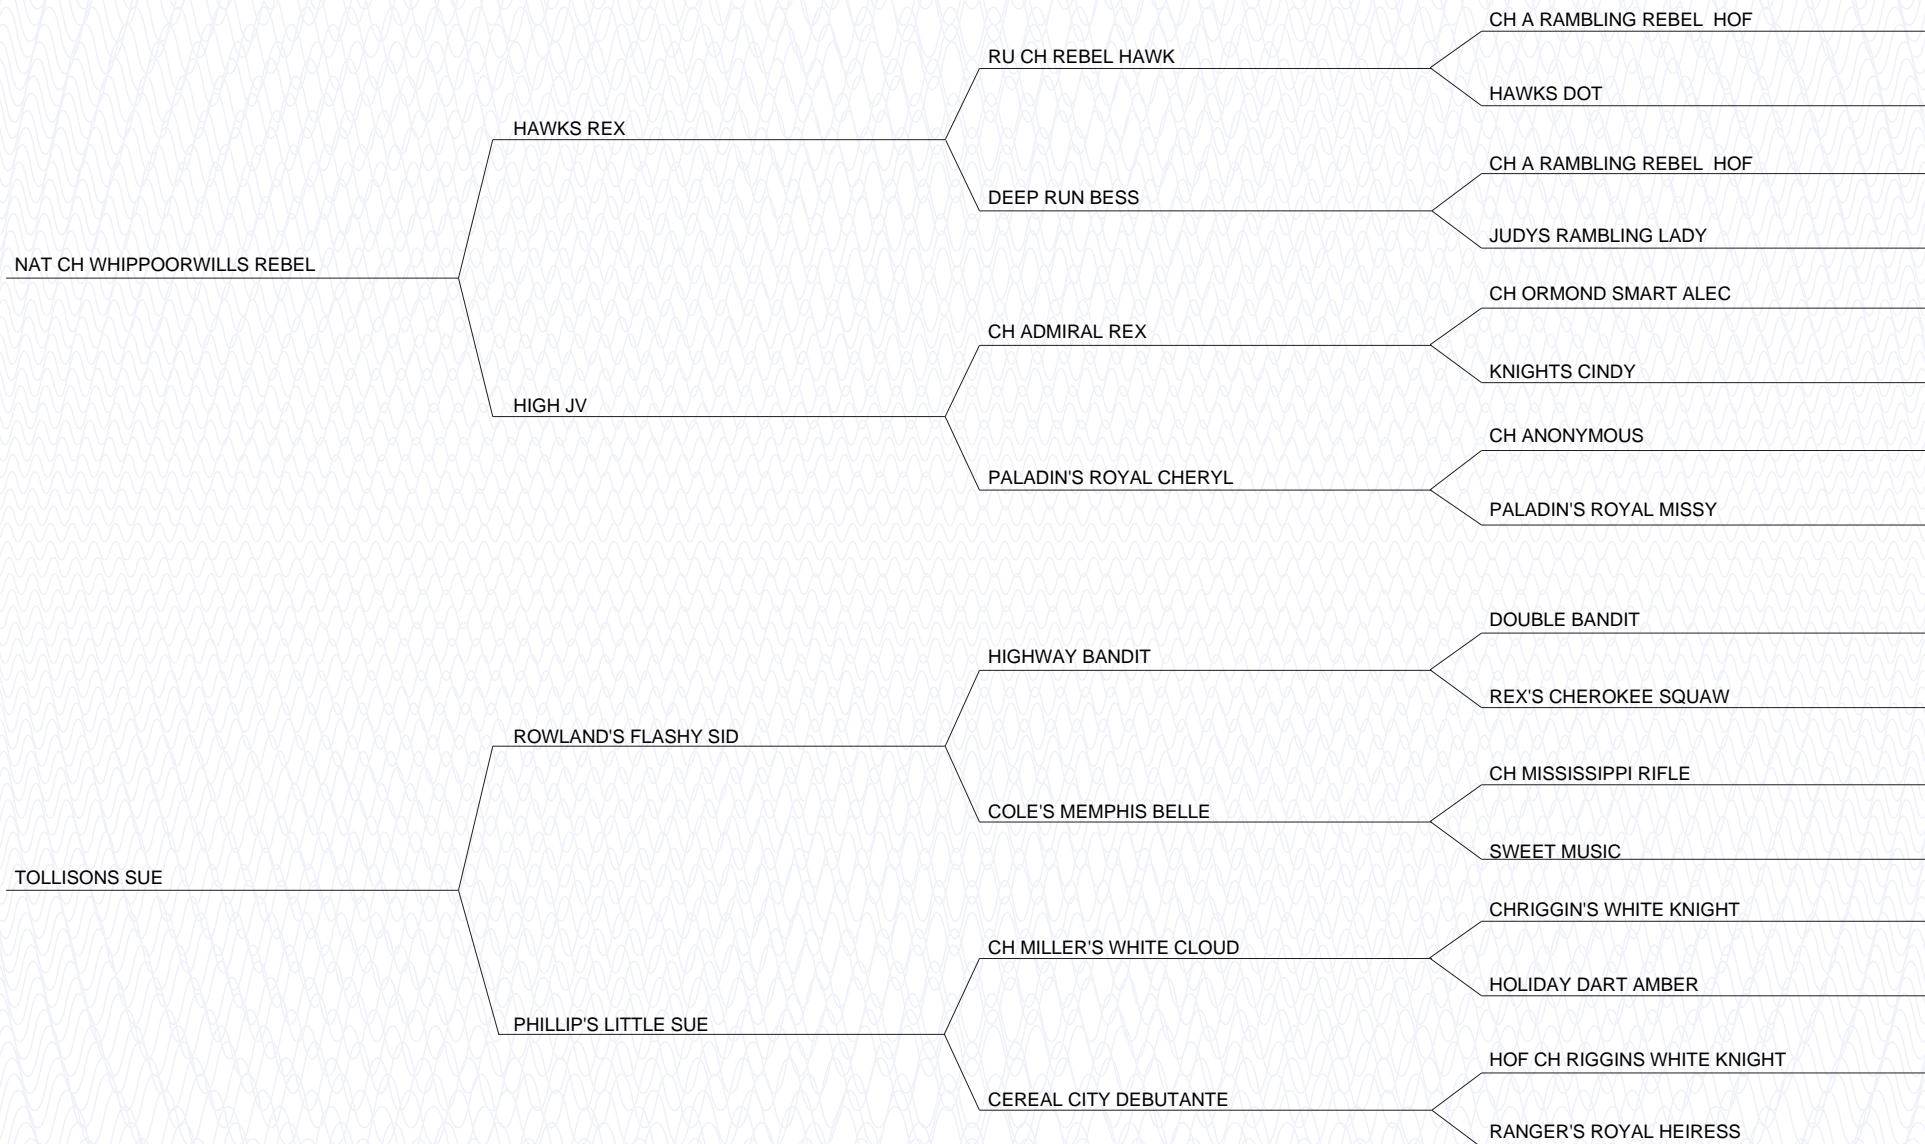 CH A RAMBLING REBEL  HOF
RU CH REBEL HAWK
HAWKS DOT
HAWKS REX
CH A RAMBLING REBEL  HOF
DEEP RUN BESS
JUDYS RAMBLING LADY
NAT CH WHIPPOORWILLS REBEL
CH ORMOND SMART ALEC
CH ADMIRAL REX
KNIGHTS CINDY
HIGH JV
CH ANONYMOUS
PALADIN'S ROYAL CHERYL
PALADIN'S ROYAL MISSY
DOUBLE BANDIT
HIGHWAY BANDIT
REX'S CHEROKEE SQUAW
ROWLAND'S FLASHY SID
CH MISSISSIPPI RIFLE
COLE'S MEMPHIS BELLE
SWEET MUSIC
TOLLISONS SUE
CHRIGGIN'S WHITE KNIGHT
CH MILLER'S WHITE CLOUD
HOLIDAY DART AMBER
PHILLIP'S LITTLE SUE
HOF CH RIGGINS WHITE KNIGHT
CEREAL CITY DEBUTANTE
RANGER'S ROYAL HEIRESS